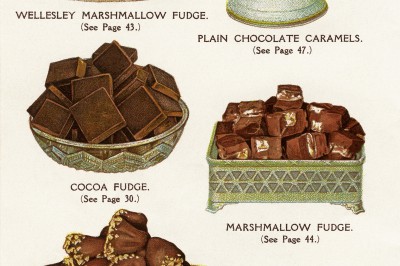 WELLESLEY MARSHMALLOW FUDGE.
(See Page 43.)
PLAIN CHOCOLATE CARAMELS.
(See Page 47.)
COCOA FUDGE.
(See Page 30.)
MARSHMALLOW FUDGE.
(See Page 44.)